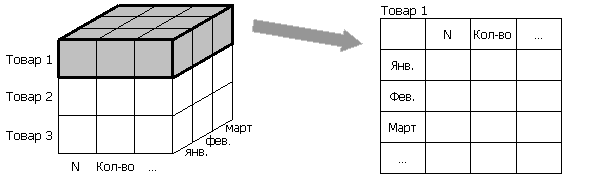 Товар 1
Товар 2
Товар 3
N Кол-во ...
янв.
фев.
март
Товар 1
N Кол-во ...
Янв.
Фев.
Март
...